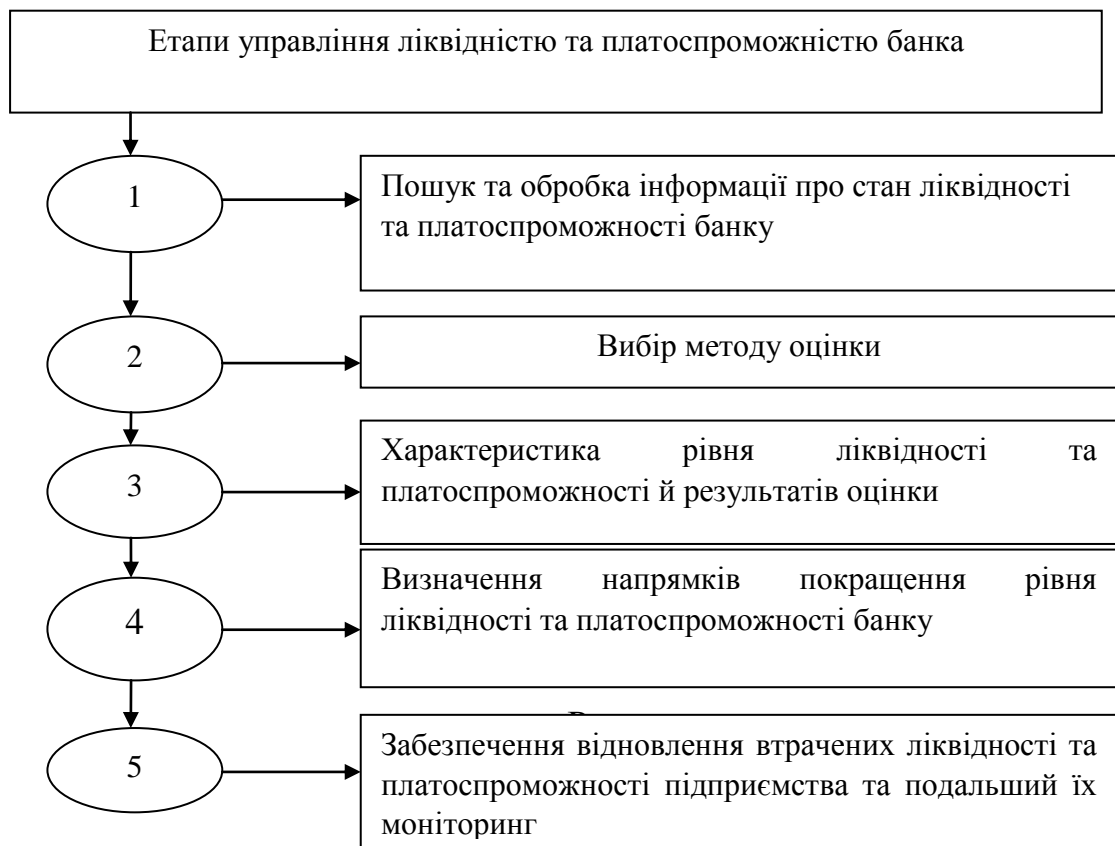 Етапи управління ліквідністю та платоспроможністю банка
1
Пошук та обробка інформації про стан ліквідності
та платоспроможності банку
2
Вибір методу оцінки
3
Характеристика рівня ліквідності та
платоспроможності й результатів оцінки
4
Визначення напрямків покращення рівня
ліквідності та платоспроможності банку
5
Забезпечення відновлення втрачених ліквідності та
платоспроможності підприємства та подальший їх
моніторинг